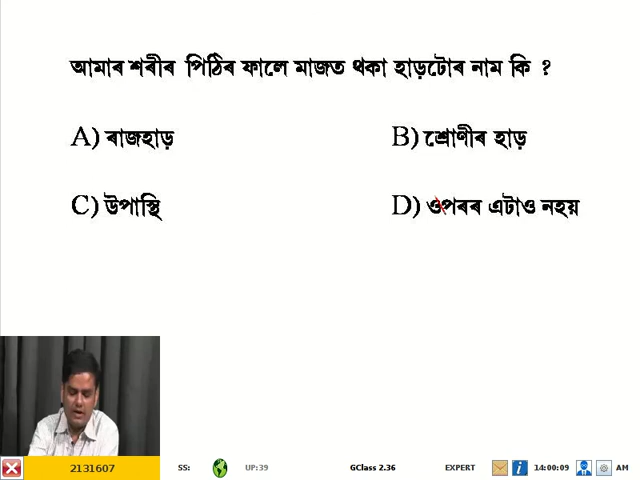 আমাৰ শৰীৰ পিঠিৰ ফালে মাজত থকা হাড়টোৰ নাম কি ?
A) ৰাজহাড়
B) শ্ৰোণীৰ হাড়
C) উপাস্থি
D) ওপৰৰ এটাও নহয়
2131607 SS: UP:39 GClass 2.36 EXPERT 14:00:09 AM